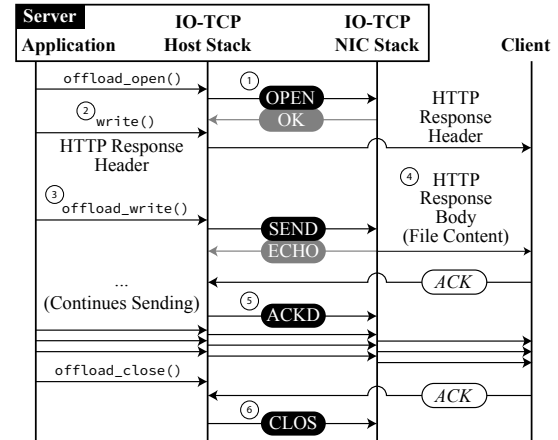 Server
Application
IO-TCP
Host Stack
IO-TCP
NIC Stack
Client
offload_open()
1
OPEN
OK
2
write()
HTTP Response
Header
HTTP
Response
Header
3
offload_write()
SEND
ECHO
4
HTTP
Response
Body
(File Content)
ACK
...
(Continues Sending)
5
ACKD
offload_close()
ACK
6
CLOS